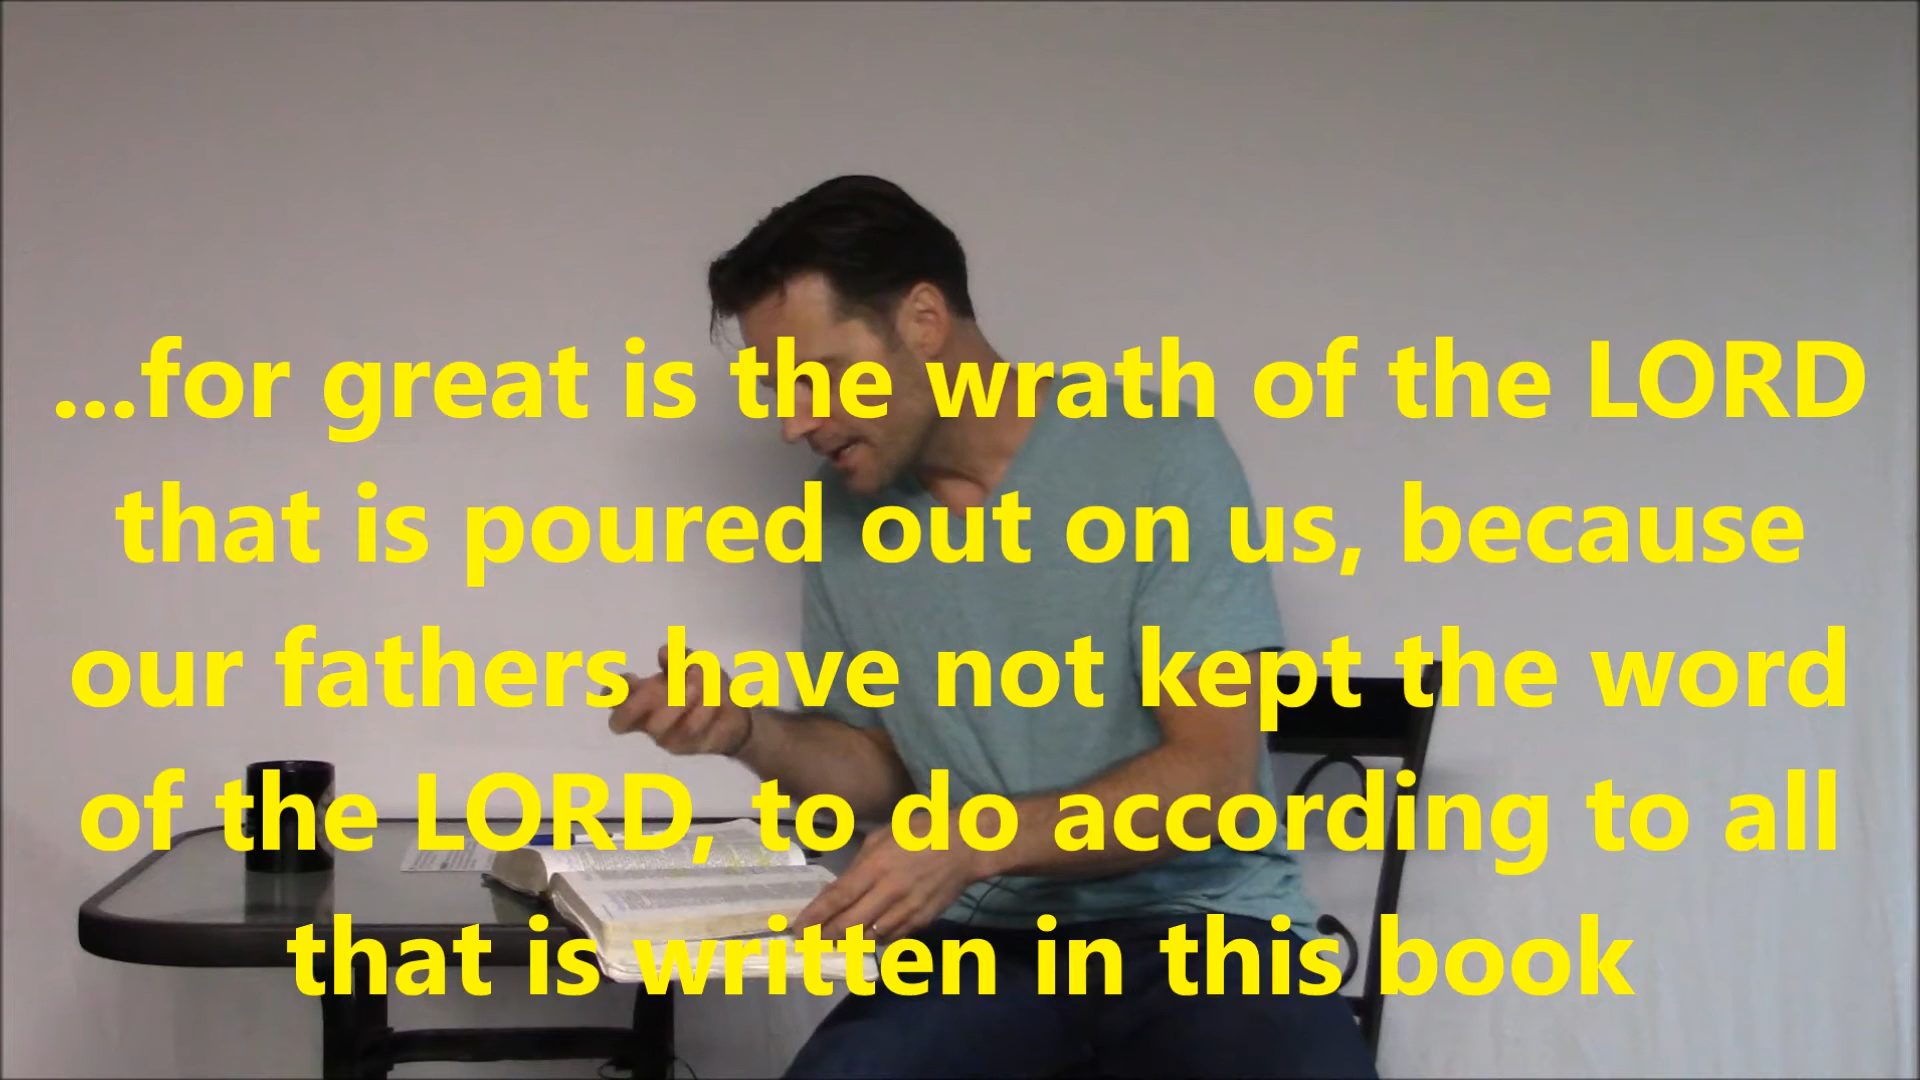 ...for great is the wrath of the LORD
that is poured out on us, because
our fathers have not kept the word
of the LORD, to do according to all
that is written in this book